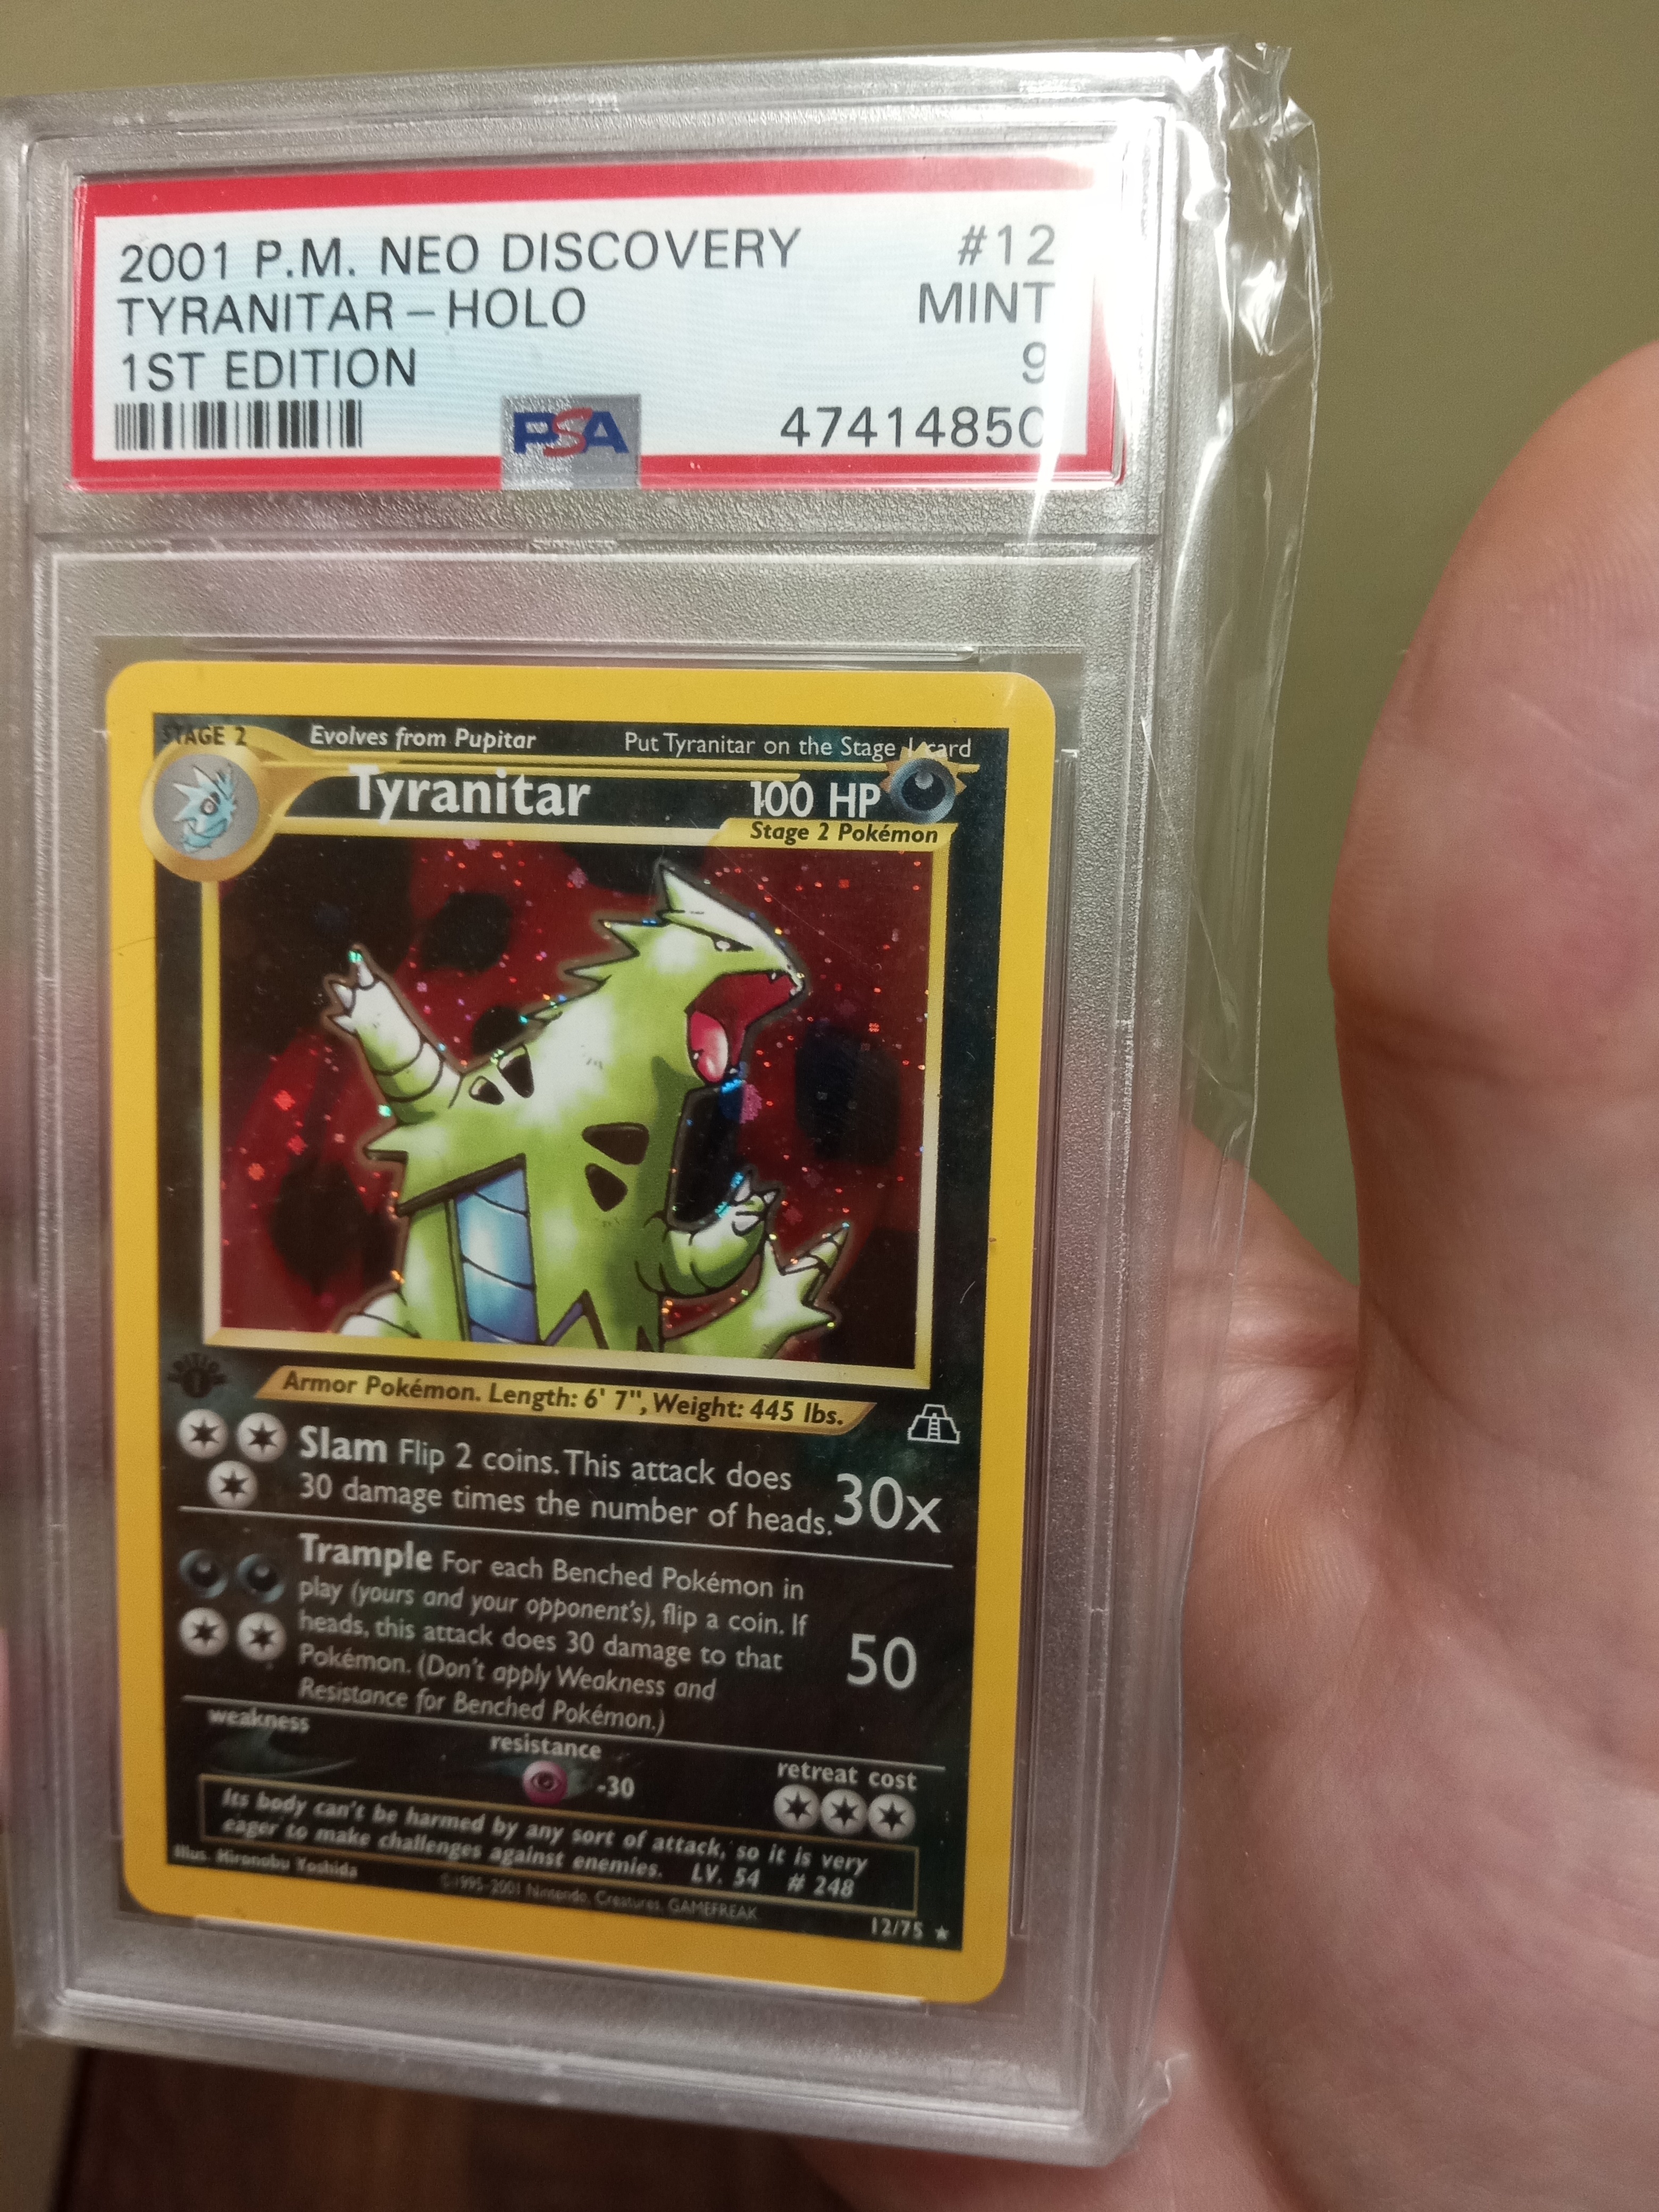 2001 P.M. NEO DISCOVERY #12
TYRANITAR – HOLO MINT
1ST EDITION 9
PSA 47414850
STAGE 2 Evolves from Pupitar Put Tyranitar on the Stage 1 card
Tyranitar 100 HP
Stage 2 Pokémon
Armor Pokémon. Length: 6' 7", Weight: 445 lbs.
Slam Flip 2 coins. This attack does
30 damage times the number of heads. 30x
Trample For each Benched Pokémon in
play (yours and your opponent's), flip a coin. If
heads, this attack does 30 damage to that
Pokémon. (Don't apply Weakness and
Resistance for Benched Pokémon.)
50
weakness resistance retreat cost
-30
Its body can't be harmed by any sort of attack, so it is very
eager to make challenges against enemies. LV. 54 # 248
Illus. Hironobu Yoshida ©1995-2001 Nintendo, Creatures, GAMEFREAK
12/75 ★